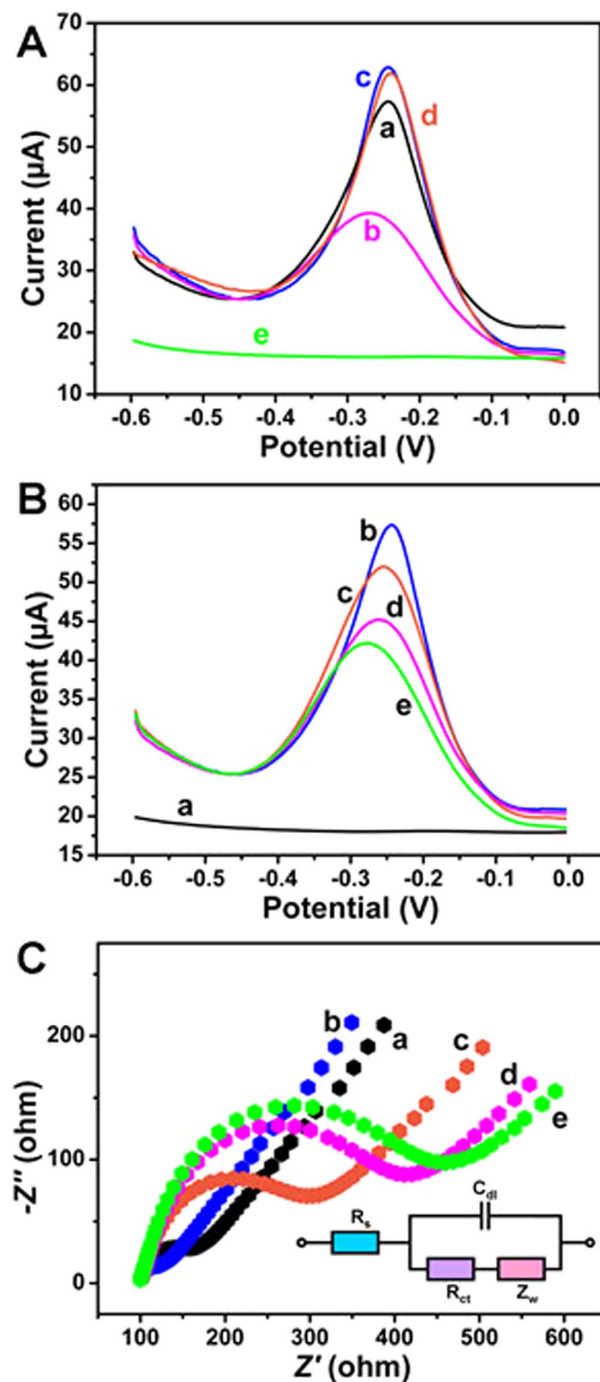 A
70
60
50
40
30
20
10
Current (µA)
c
d
a
b
e
-0.6 -0.5 -0.4 -0.3 -0.2 -0.1 0.0
Potential (V)
B
60
55
50
45
40
35
30
25
20
15
Current (µA)
b
c
d
e
a
-0.6 -0.5 -0.4 -0.3 -0.2 -0.1 0.0
Potential (V)
C
200
100
0
-Z'' (ohm)
b
a
c
d
e
Cdl
Rs
Rct
Zw
100 200 300 400 500 600
Z' (ohm)